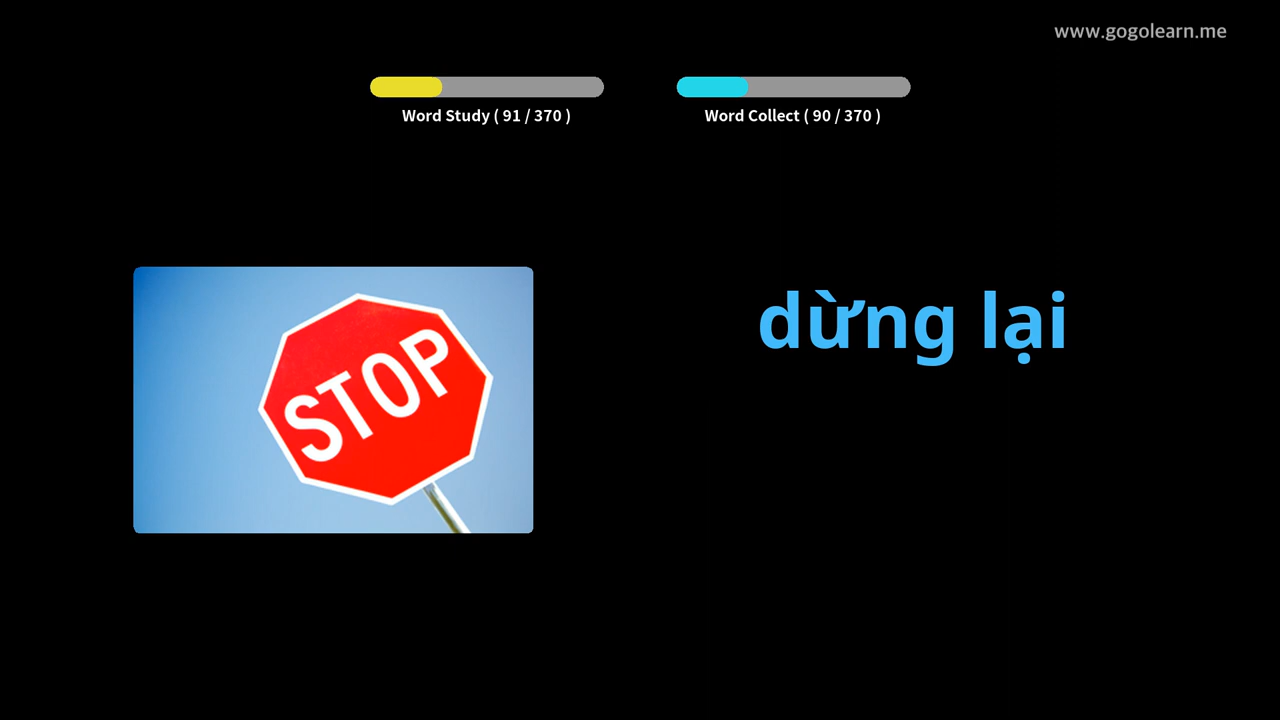 www.gogolearn.me
Word Study ( 91 / 370 )
Word Collect ( 90 / 370 )
STOP
dừng lại